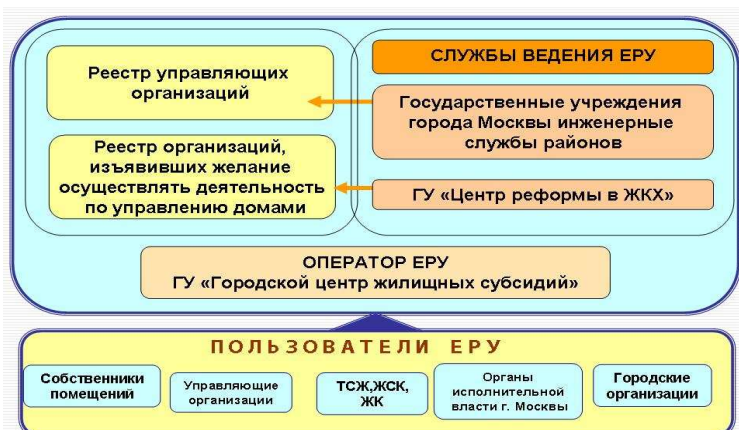 Реестр управляющих
организаций
Реестр организаций,
изъявивших желание
осуществлять деятельность
по управлению домами
СЛУЖБЫ ВЕДЕНИЯ ЕРУ
Государственные учреждения
города Москвы инженерные
службы районов
ГУ «Центр реформы в ЖКХ»
ОПЕРАТОР ЕРУ
ГУ «Городской центр жилищных субсидий»
ПОЛЬЗОВАТЕЛИ ЕРУ
Собственники
помещений
Управляющие
организации
ТСЖ,ЖСК,
ЖК
Органы
исполнительной
власти г. Москвы
Городские
организации